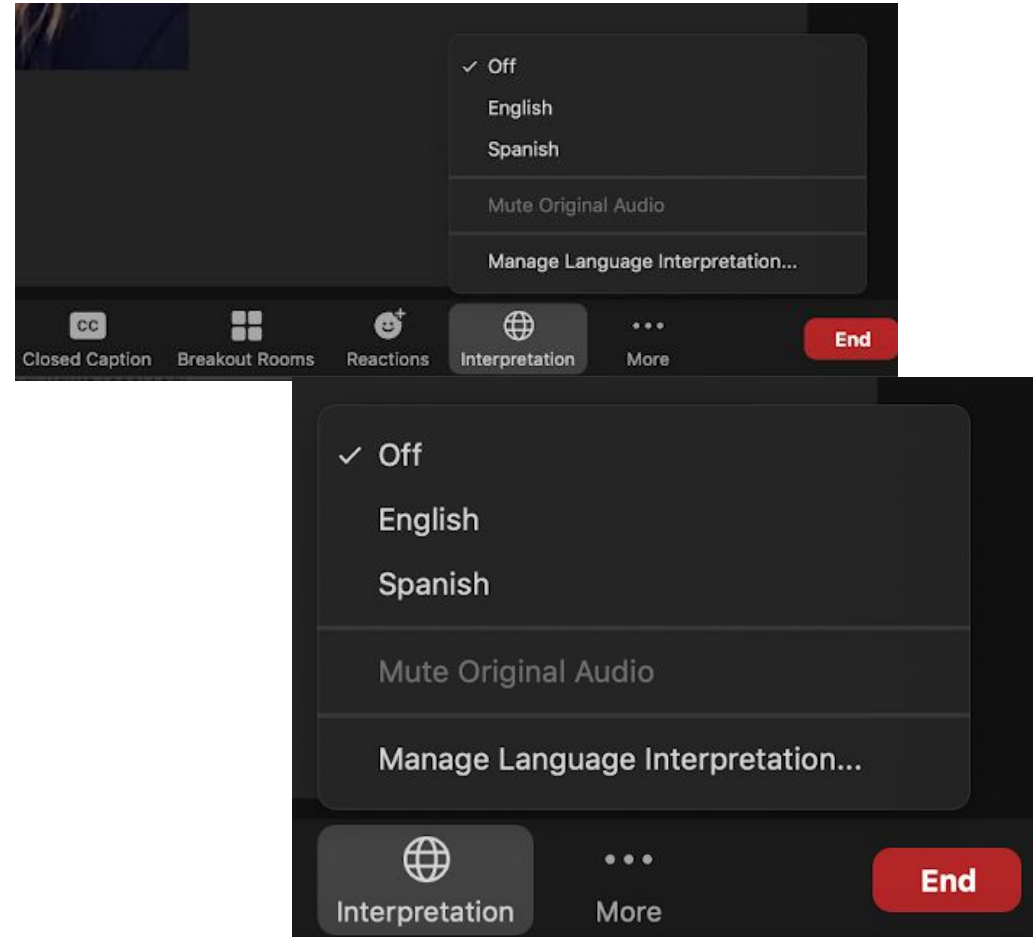 Off
English
Spanish
Mute Original Audio
Manage Language Interpretation...
CC
Closed Caption Breakout Rooms Reactions Interpretation More End
Off
English
Spanish
Mute Original Audio
Manage Language Interpretation...
Interpretation More End